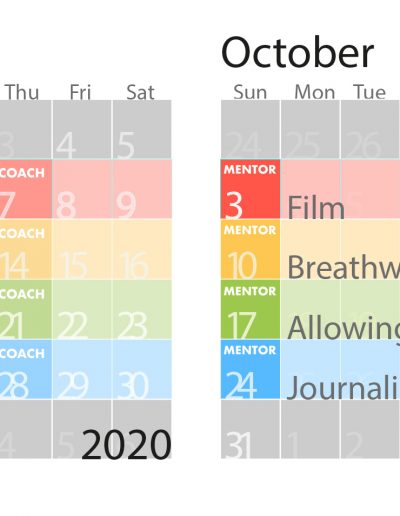 Thu Fri Sat
3 4 5
COACH
7 8 9
COACH
14 15 16
COACH
21 22 23
COACH
28 29 30
4 5
2020
October
Sun Mon Tue
24 25 26
MENTOR
3 Film
MENTOR
10 Breathw
MENTOR
17 Allowing
MENTOR
24 Journali
31 1 2